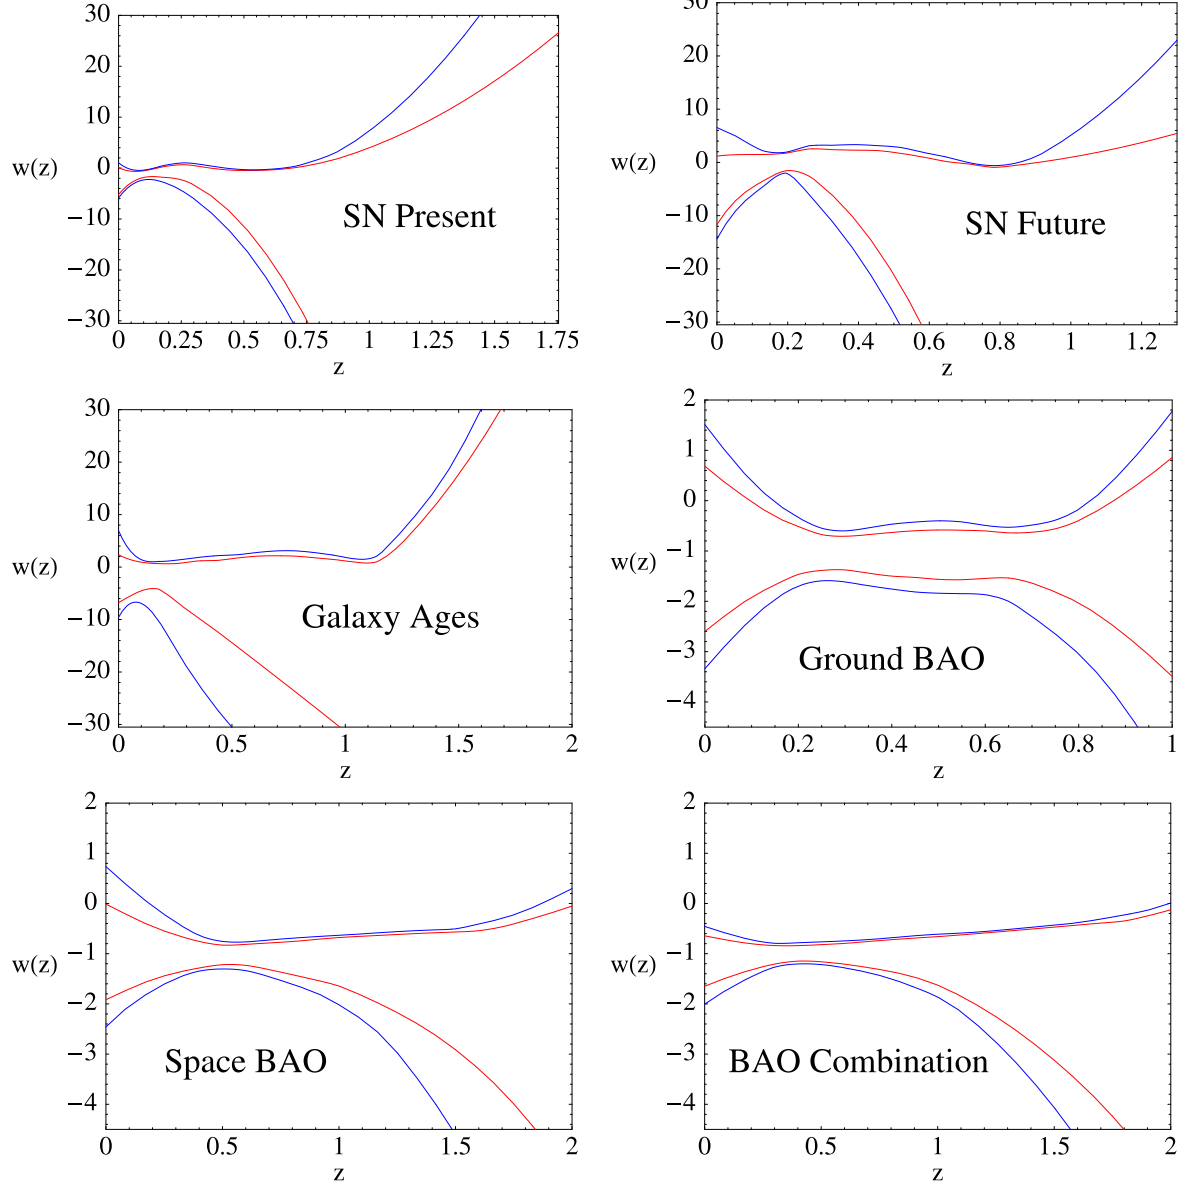 30
20
10
0
−10
−20
−30
w(z)
SN Present
0 0.25 0.5 0.75 1 1.25 1.5 1.75
z
30
20
10
0
−10
−20
−30
w(z)
SN Future
0 0.2 0.4 0.6 0.8 1 1.2
z
30
20
10
0
−10
−20
−30
w(z)
Galaxy Ages
0 0.5 1 1.5 2
z
2
1
0
−1
−2
−3
−4
w(z)
Ground BAO
0 0.2 0.4 0.6 0.8 1
z
2
1
0
−1
−2
−3
−4
w(z)
Space BAO
0 0.5 1 1.5 2
z
2
1
0
−1
−2
−3
−4
w(z)
BAO Combination
0 0.5 1 1.5 2
z